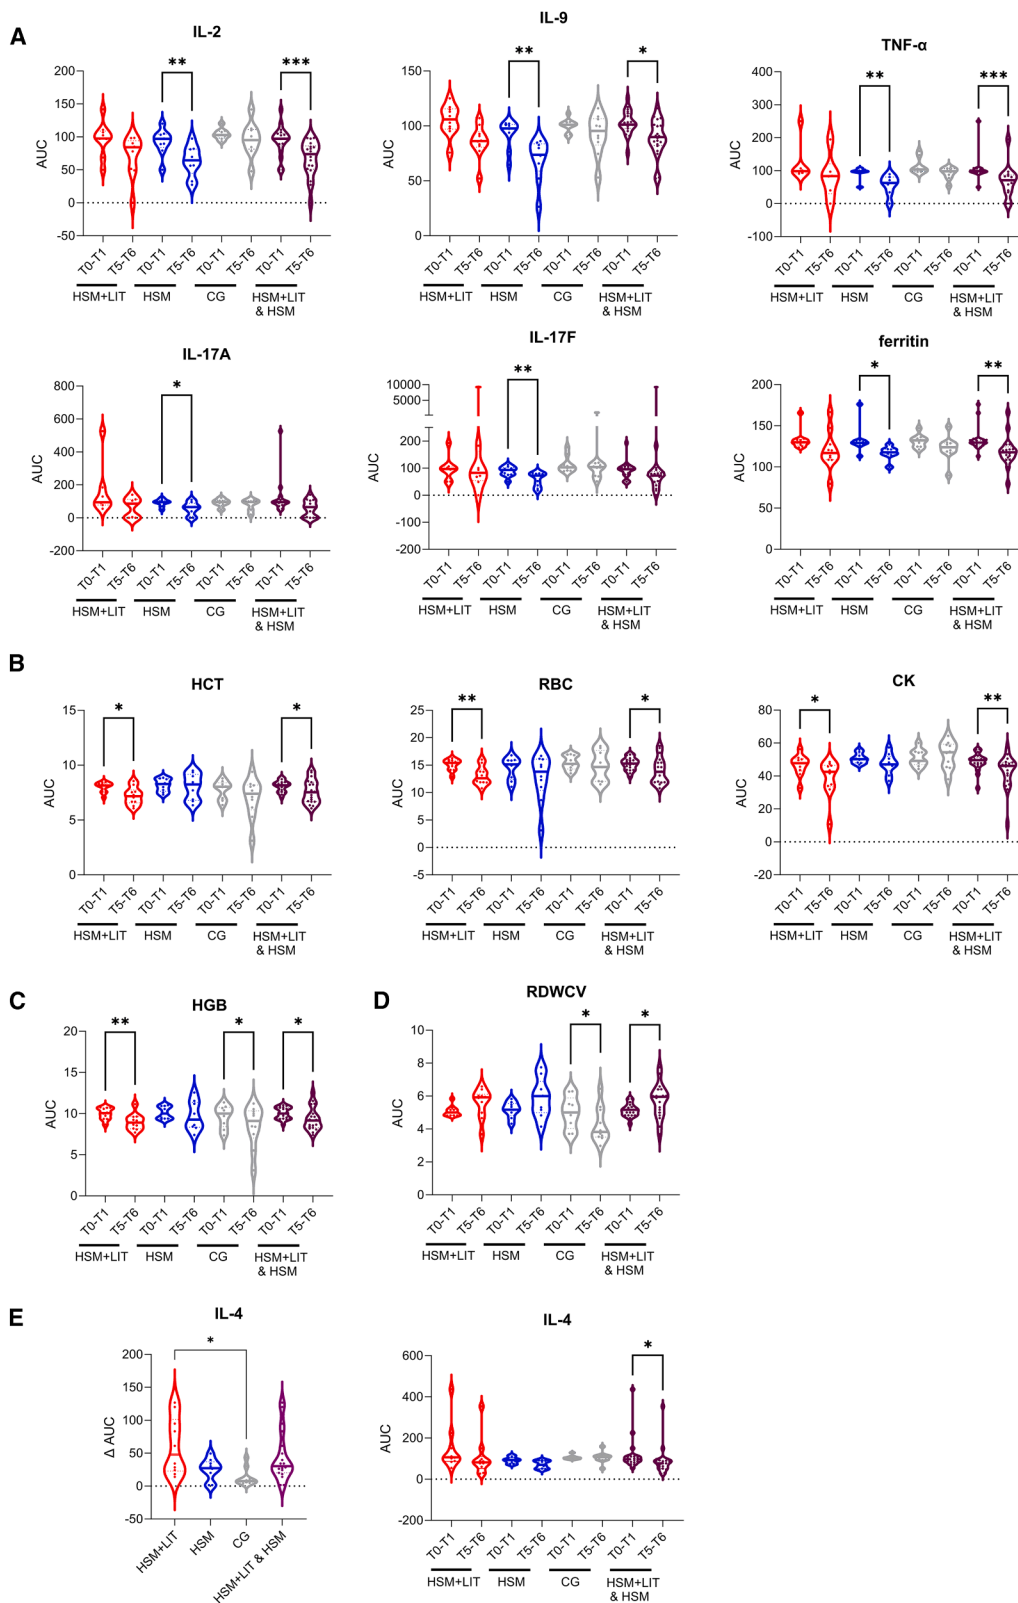 A
IL-2
**
***
200
150
100
50
0
-50
AUC
T0-T1
T5-T6
T0-T1
T5-T6
T0-T1
T5-T6
T0-T1
T5-T6
HSM+LIT
HSM
CG
HSM+LIT
& HSM
IL-9
**
*
150
100
50
0
AUC
T0-T1
T5-T6
T0-T1
T5-T6
T0-T1
T5-T6
T0-T1
T5-T6
HSM+LIT
HSM
CG
HSM+LIT
& HSM
TNF-α
**
***
400
300
200
100
0
-100
AUC
T0-T1
T5-T6
T0-T1
T5-T6
T0-T1
T5-T6
T0-T1
T5-T6
HSM+LIT
HSM
CG
HSM+LIT
& HSM
IL-17A
*
800
600
400
200
0
-200
AUC
T0-T1
T5-T6
T0-T1
T5-T6
T0-T1
T5-T6
T0-T1
T5-T6
HSM+LIT
HSM
CG
HSM+LIT
& HSM
IL-17F
**
10000
5000
200
100
0
-100
-200
AUC
T0-T1
T5-T6
T0-T1
T5-T6
T0-T1
T5-T6
T0-T1
T5-T6
HSM+LIT
HSM
CG
HSM+LIT
& HSM
ferritin
*
**
200
150
100
50
0
AUC
T0-T1
T5-T6
T0-T1
T5-T6
T0-T1
T5-T6
T0-T1
T5-T6
HSM+LIT
HSM
CG
HSM+LIT
& HSM
B
HCT
*
*
15
10
5
0
AUC
T0-T1
T5-T6
T0-T1
T5-T6
T0-T1
T5-T6
T0-T1
T5-T6
HSM+LIT
HSM
CG
HSM+LIT
& HSM
RBC
**
*
25
20
15
10
5
0
-5
AUC
T0-T1
T5-T6
T0-T1
T5-T6
T0-T1
T5-T6
T0-T1
T5-T6
HSM+LIT
HSM
CG
HSM+LIT
& HSM
CK
*
**
80
60
40
20
0
-20
AUC
T0-T1
T5-T6
T0-T1
T5-T6
T0-T1
T5-T6
T0-T1
T5-T6
HSM+LIT
HSM
CG
HSM+LIT
& HSM
C
HGB
**
*
*
20
15
10
5
0
AUC
T0-T1
T5-T6
T0-T1
T5-T6
T0-T1
T5-T6
T0-T1
T5-T6
HSM+LIT
HSM
CG
HSM+LIT
& HSM
D
RDWCV
*
*
10
8
6
4
2
0
AUC
T0-T1
T5-T6
T0-T1
T5-T6
T0-T1
T5-T6
T0-T1
T5-T6
HSM+LIT
HSM
CG
HSM+LIT
& HSM
E
IL-4
*
200
150
100
50
0
-50
Δ AUC
HSM+LIT
HSM
CG
HSM+LIT & HSM
IL-4
*
600
400
200
0
-200
AUC
T0-T1
T5-T6
T0-T1
T5-T6
T0-T1
T5-T6
T0-T1
T5-T6
HSM+LIT
HSM
CG
HSM+LIT
& HSM